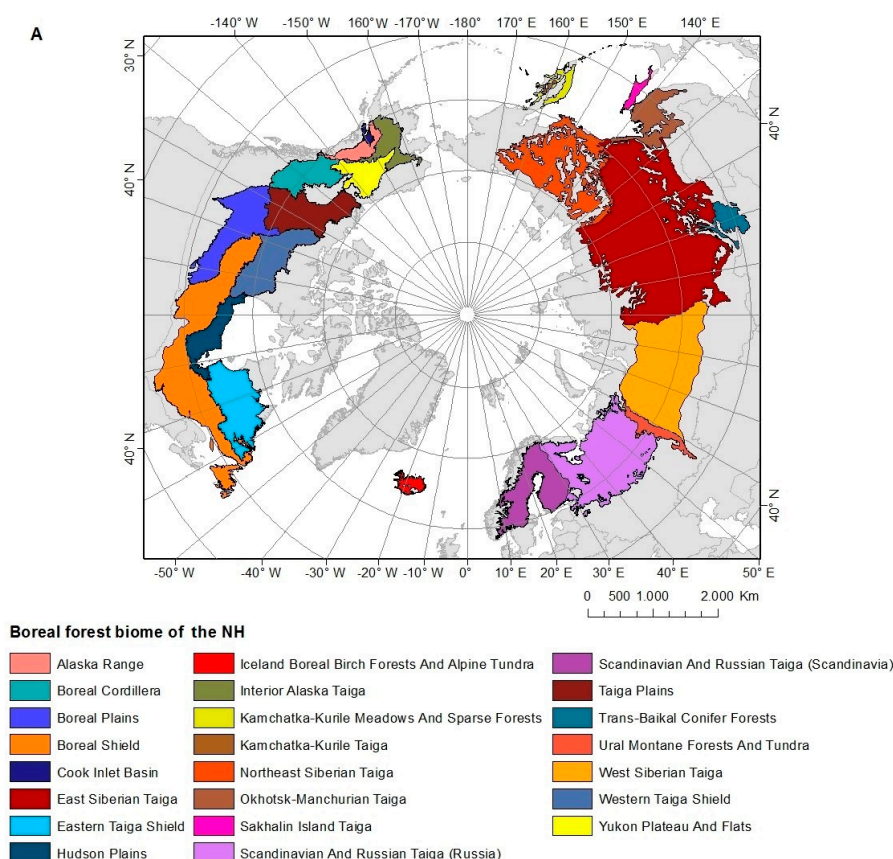 A
-140° W -150° W -160° W -170° W -180° 170° E 160° E 150° E 140° E
30° N
40° N
40° N
40° N
40° N
-50° W -40° W -30° W -20° W -10° W 0° 10° E 20° E 30° E 40° E 50° E
0 500 1.000 2.000 Km
Boreal forest biome of the NH
Alaska Range
Boreal Cordillera
Boreal Plains
Boreal Shield
Cook Inlet Basin
East Siberian Taiga
Eastern Taiga Shield
Hudson Plains
Iceland Boreal Birch Forests And Alpine Tundra
Interior Alaska Taiga
Kamchatka-Kurile Meadows And Sparse Forests
Kamchatka-Kurile Taiga
Northeast Siberian Taiga
Okhotsk-Manchurian Taiga
Sakhalin Island Taiga
Scandinavian And Russian Taiga (Russia)
Scandinavian And Russian Taiga (Scandinavia)
Taiga Plains
Trans-Baikal Conifer Forests
Ural Montane Forests And Tundra
West Siberian Taiga
Western Taiga Shield
Yukon Plateau And Flats